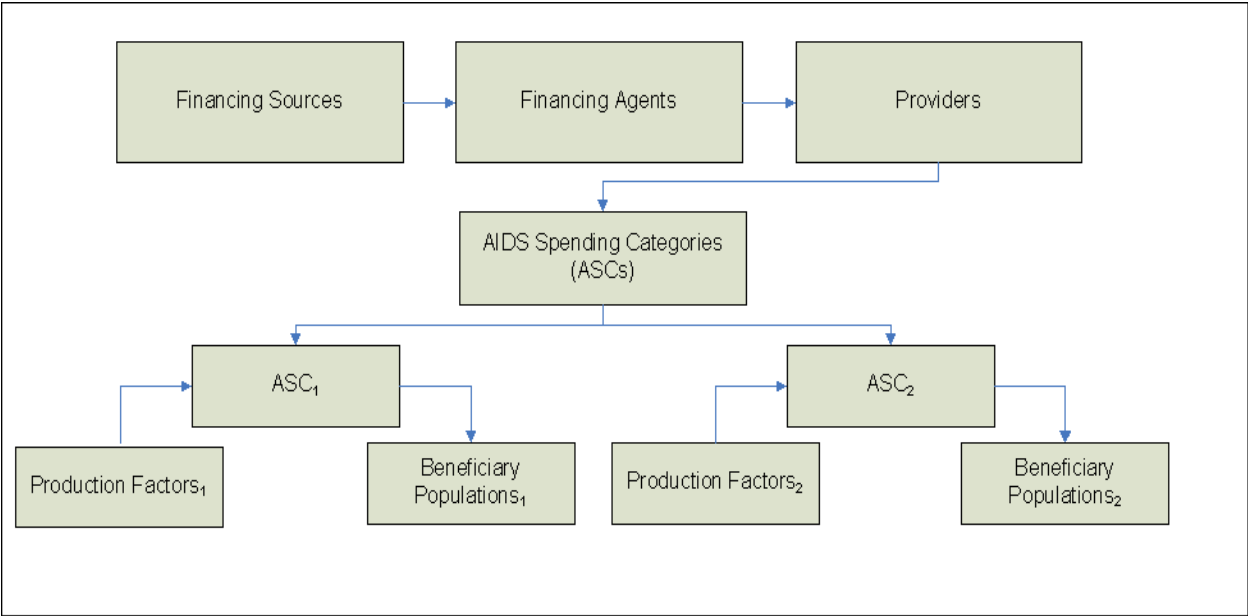 Financing Sources
Financing Agents
Providers
AIDS Spending Categories
(ASCs)
ASC₁
ASC₂
Production Factors₁
Beneficiary
Populations₁
Production Factors₂
Beneficiary
Populations₂